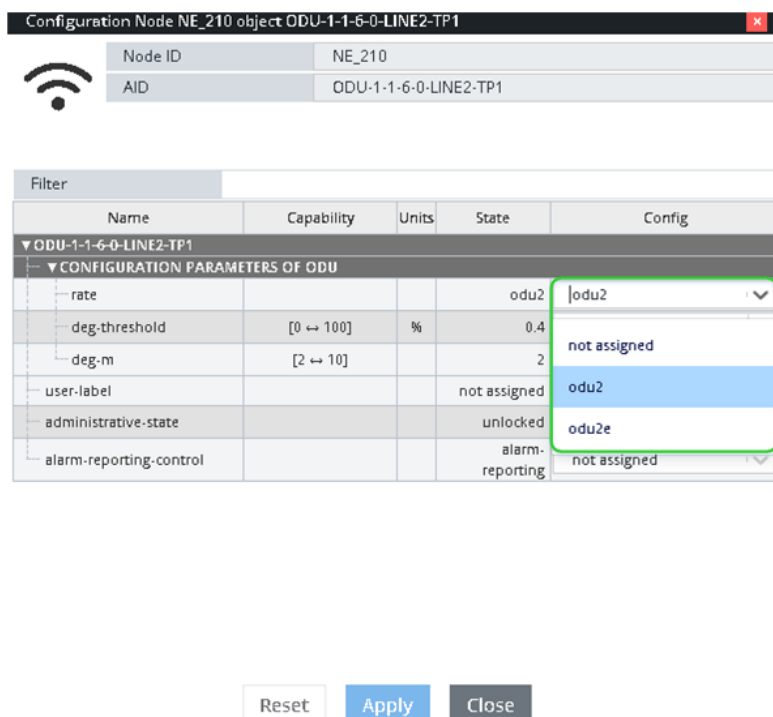 Configuration Node NE_210 object ODU-1-1-6-0-LINE2-TP1
Node ID NE_210
AID ODU-1-1-6-0-LINE2-TP1
Filter
Name Capability Units State Config
▼ODU-1-1-6-0-LINE2-TP1
▼CONFIGURATION PARAMETERS OF ODU
rate odu2 odu2
deg-threshold [0 ↔ 100] % 0.4
not assigned
deg-m [2 ↔ 10] 2
user-label not assigned odu2
administrative-state unlocked odu2e
alarm-reporting-control alarm-reporting not assigned
Reset Apply Close